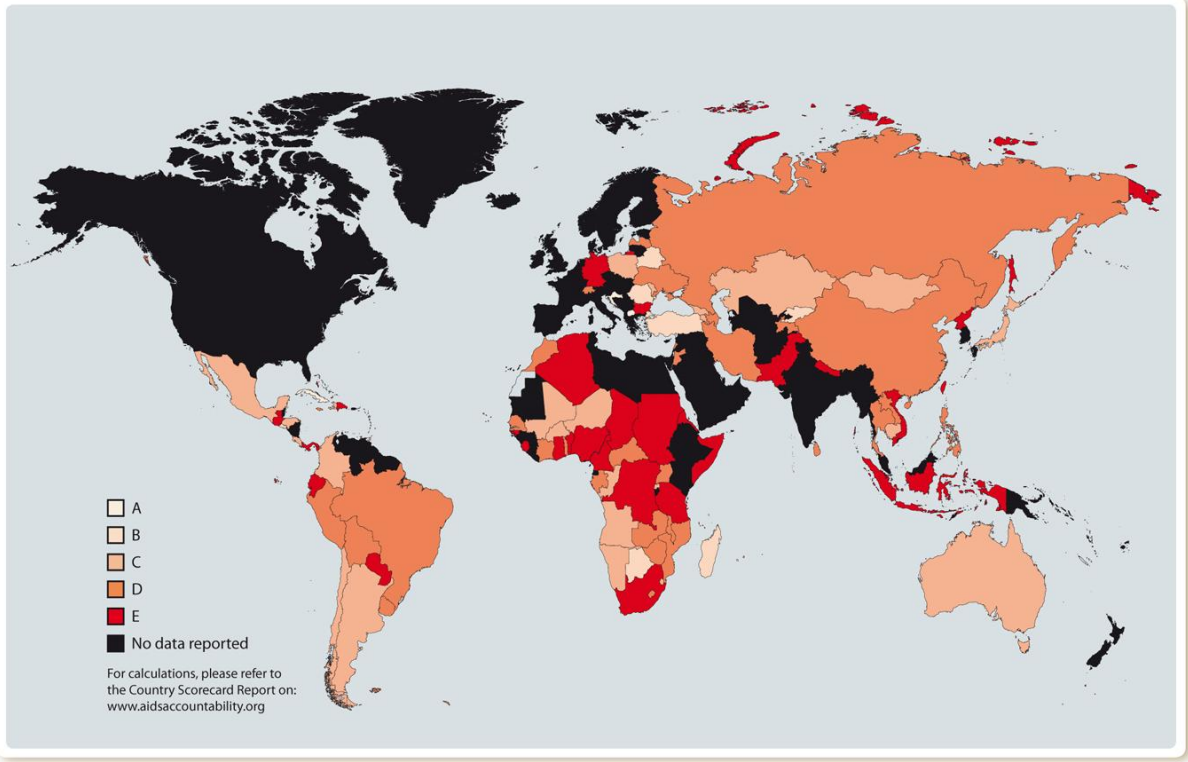 A
B
C
D
E
No data reported
For calculations, please refer to
the Country Scorecard Report on:
www.aidsaccountability.org